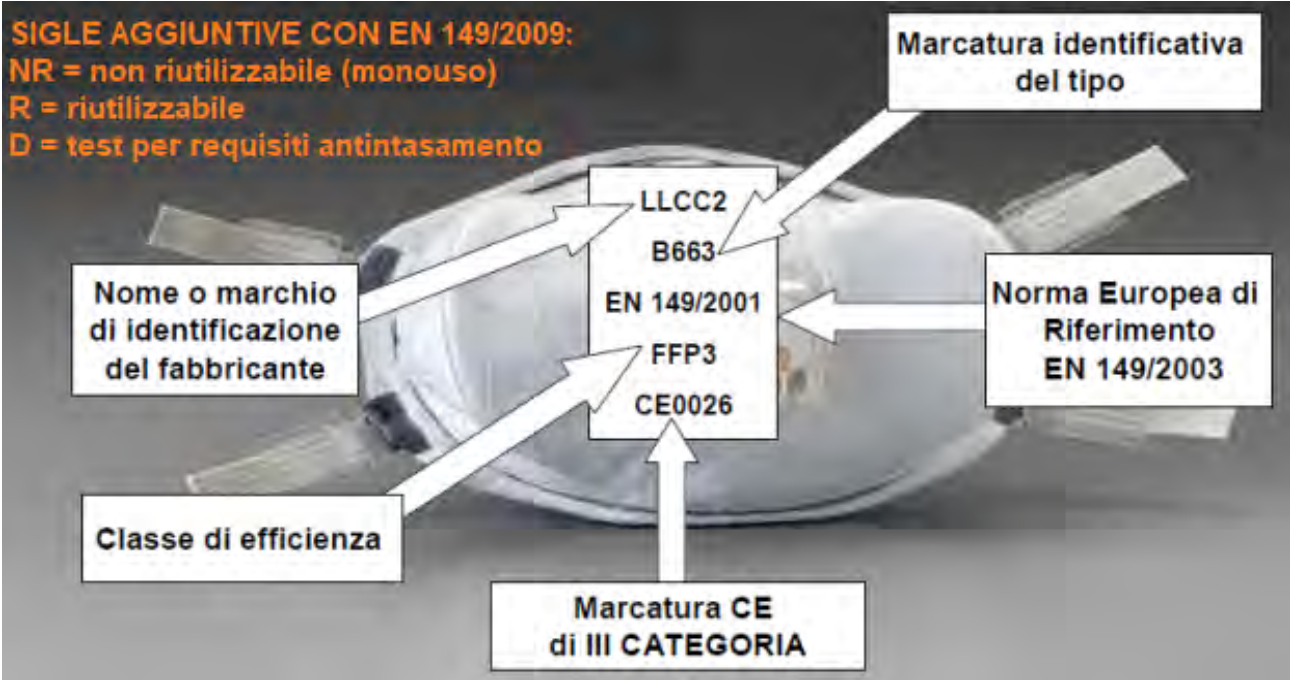 SIGLE AGGIUNTIVE CON EN 149/2009:
NR = non riutilizzabile (monouso)
R = riutilizzabile
D = test per requisiti antintasamento
Marcatura identificativa
del tipo
LLCC2
B663
EN 149/2001
FFP3
CE0026
Nome o marchio
di identificazione
del fabbricante
Norma Europea di
Riferimento
EN 149/2003
Classe di efficienza
Marcatura CE
di III CATEGORIA